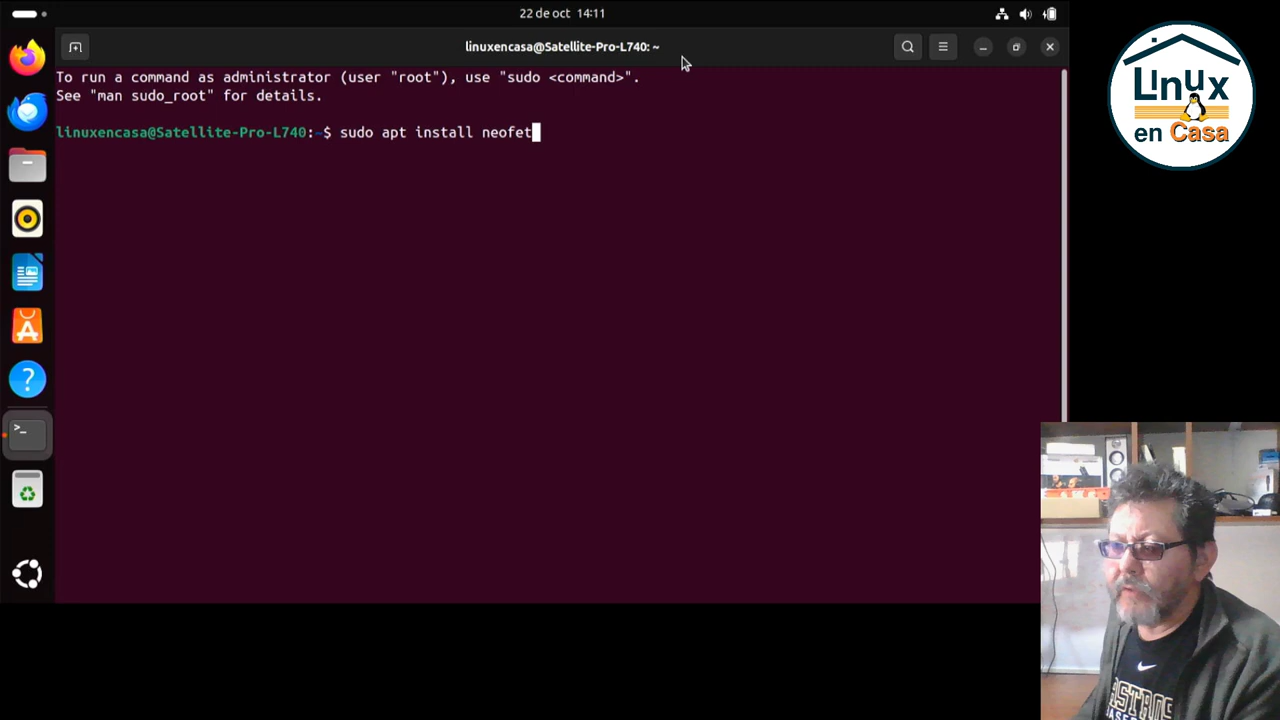 22 de oct 14:11
linuxencasa@Satellite-Pro-L740: ~
To run a command as administrator (user "root"), use "sudo <command>".
See "man sudo_root" for details.
linuxencasa@Satellite-Pro-L740:~$ sudo apt install neofet
LInux
en Casa
ASTROS